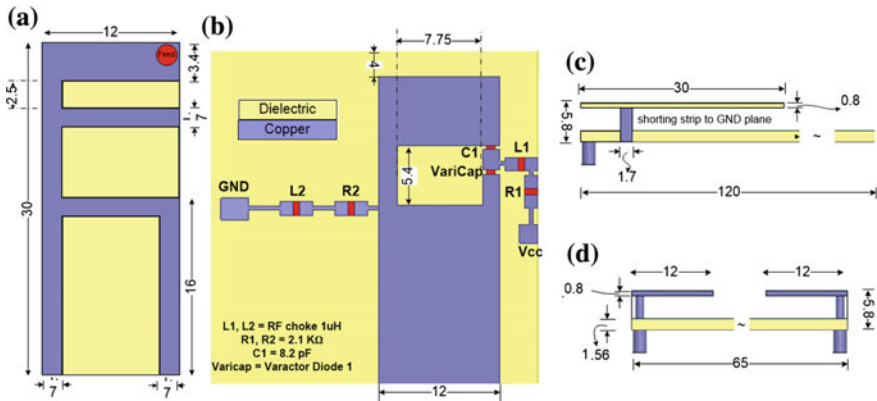 (a)
12
Feed
3.4
2.5
1.7
30
16
1.7
1.7
(b)
7.75
4
Dielectric
Copper
C1
L1
VariCap
5.4
R1
GND
L2
R2
Vcc
L1, L2 = RF choke 1uH
R1, R2 = 2.1 KΩ
C1 = 8.2 pF
Varicap = Varactor Diode 1
12
(c)
30
0.8
5.8
shorting strip to GND plane
~
1.7
120
(d)
12
12
0.8
5.8
~
1.56
65